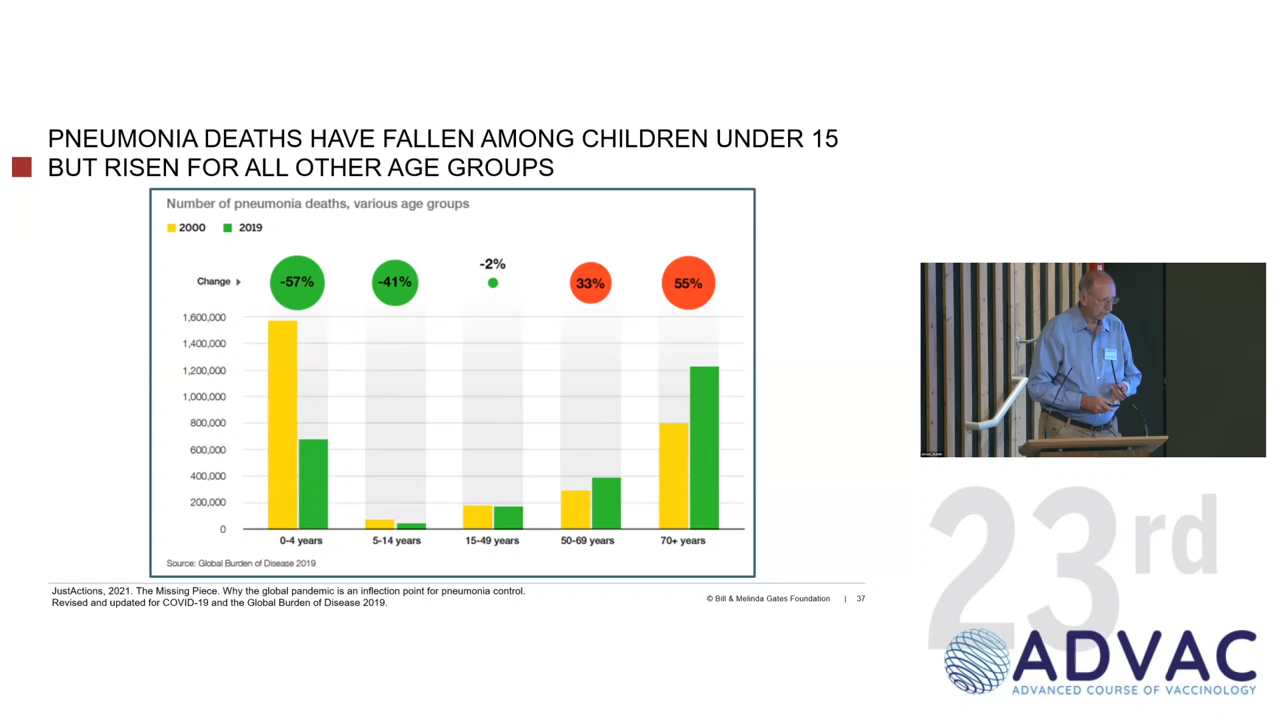 PNEUMONIA DEATHS HAVE FALLEN AMONG CHILDREN UNDER 15
BUT RISEN FOR ALL OTHER AGE GROUPS
Number of pneumonia deaths, various age groups
2000 2019
Change
-57%
-41%
-2%
33%
55%
1,600,000
1,400,000
1,200,000
1,000,000
800,000
600,000
400,000
200,000
0
0-4 years
5-14 years
15-49 years
50-69 years
70+ years
Source: Global Burden of Disease 2019
JustActions, 2021. The Missing Piece. Why the global pandemic is an inflection point for pneumonia control.
Revised and updated for COVID-19 and the Global Burden of Disease 2019.
© Bill & Melinda Gates Foundation | 37
23rd
ADVAC
ADVANCED COURSE OF VACCINOLOGY